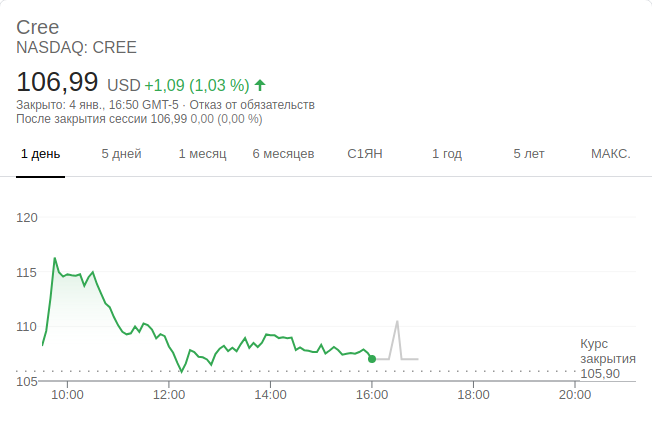 Cree
NASDAQ: CREE
106,99 USD +1,09 (1,03 %)
Закрыто: 4 янв., 16:50 GMT-5 · Отказ от обязательств
После закрытия сессии 106,99 0,00 (0,00 %)
1 день 5 дней 1 месяц 6 месяцев С1ЯН 1 год 5 лет МАКС.
120
115
110
Курс
закрытия
105,90
105
10:00 12:00 14:00 16:00 18:00 20:00